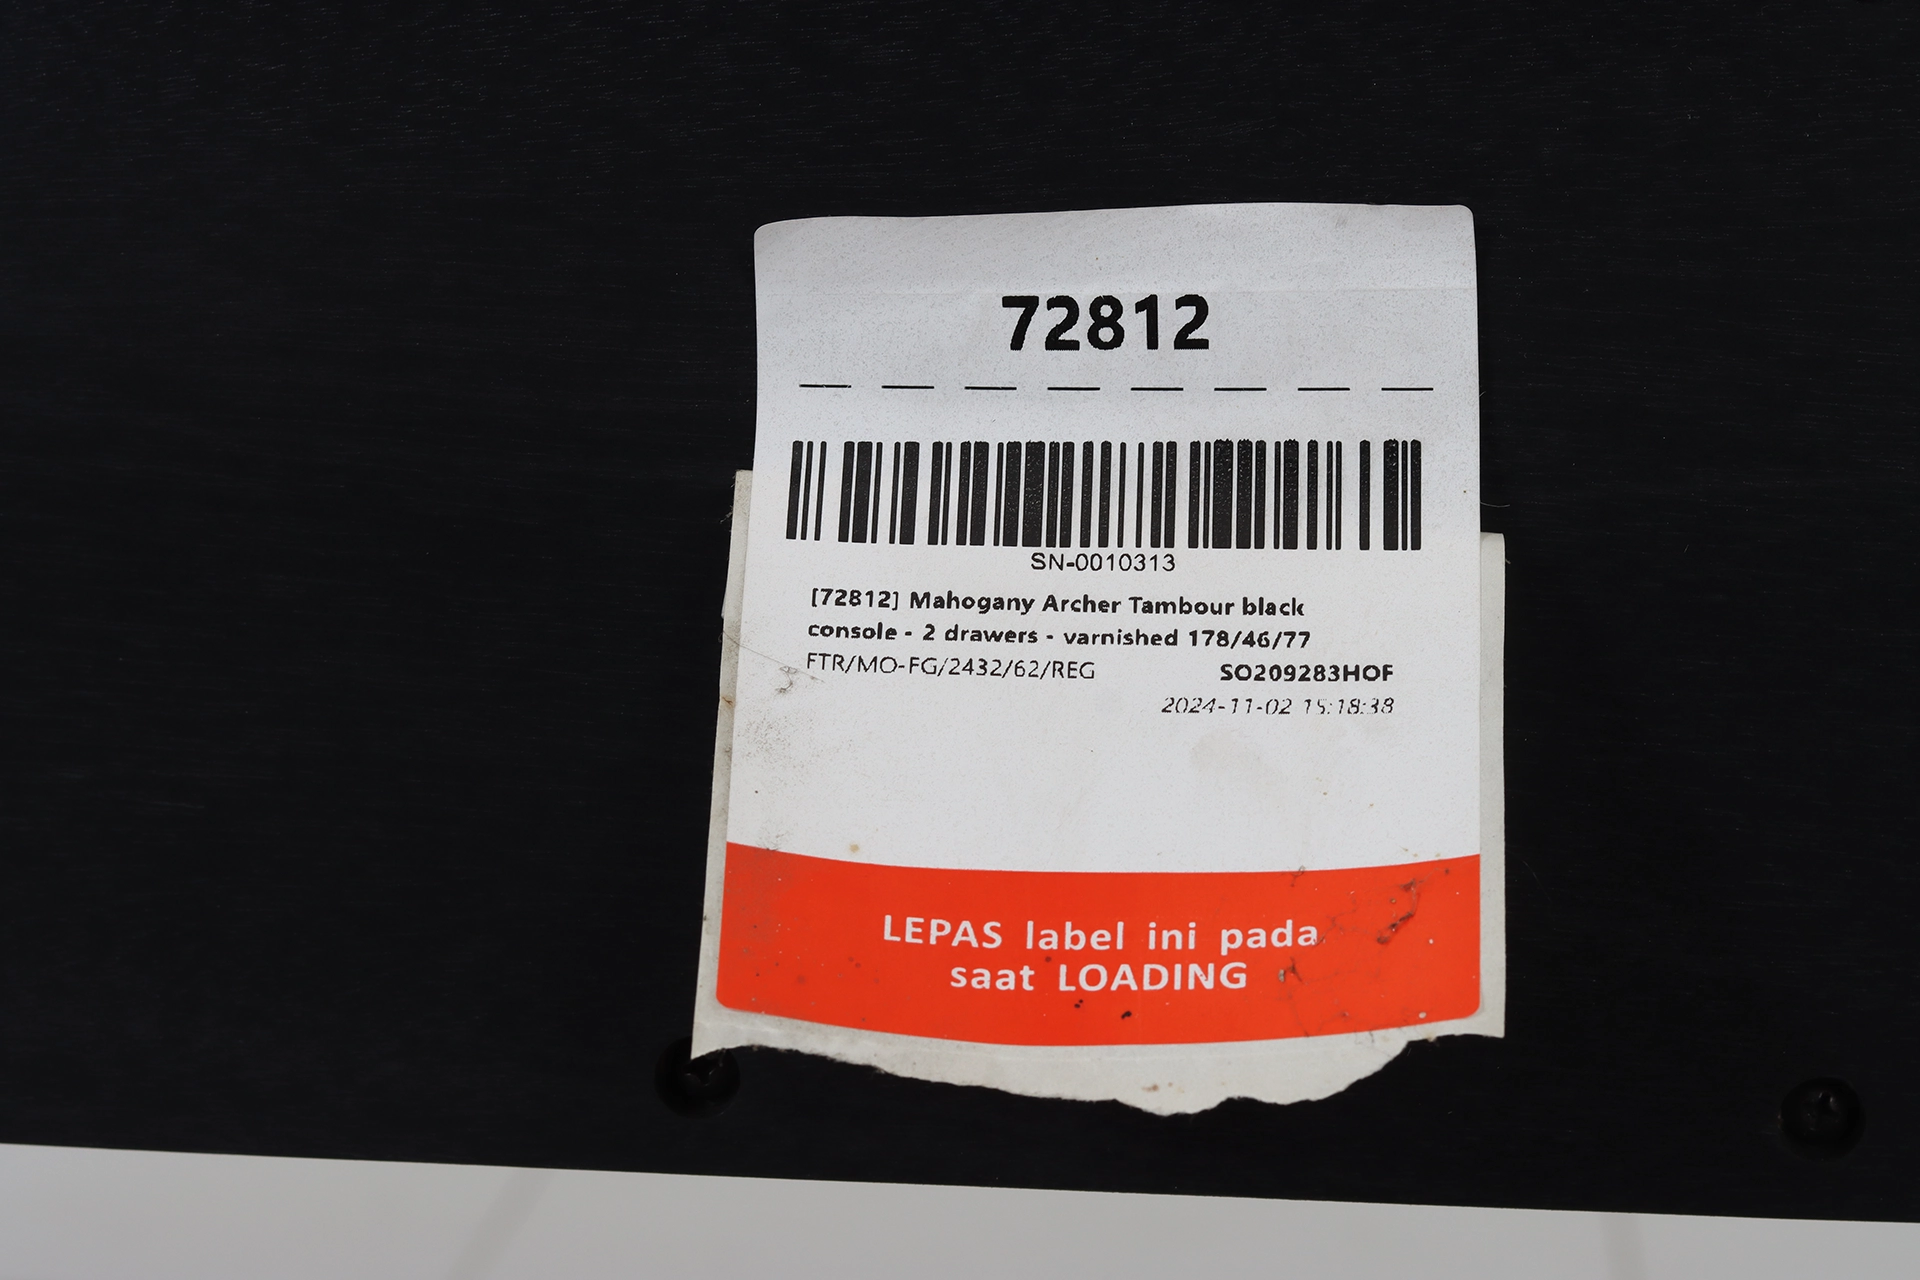 72812
SN-0010313
[72812] Mahogany Archer Tambour black
console - 2 drawers - varnished 178/46/77
FTR/MO-FG/2432/62/REG SO209283HOF
2024-11-02 15:18:38
LEPAS label ini pada
saat LOADING